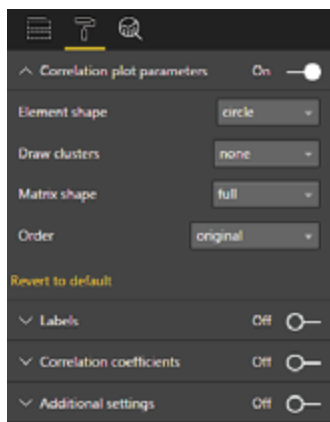 Correlation plot parameters On
Element shape circle
Draw clusters none
Matrix shape full
Order original
Revert to default
Labels Off
Correlation coefficients Off
Additional settings Off